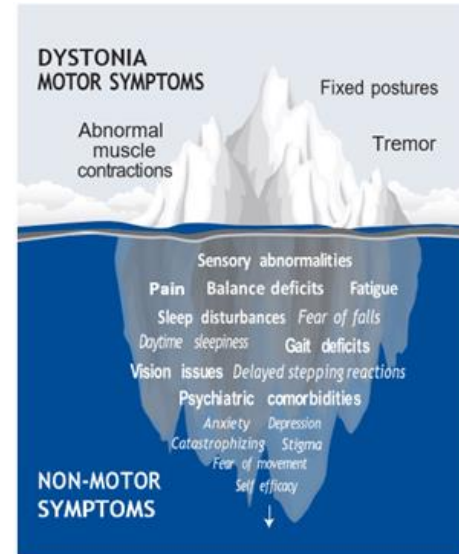 DYSTONIA
MOTOR SYMPTOMS
Fixed postures
Abnormal
muscle
contractions
Tremor
Sensory abnormalities
Pain Balance deficits Fatigue
Sleep disturbances Fear of falls
Daytime sleepiness Gait deficits
Vision issues Delayed stepping reactions
Psychiatric comorbidities
Anxiety Depression
Catastrophizing Stigma
Fear of movement
Self efficacy
NON-MOTOR
SYMPTOMS